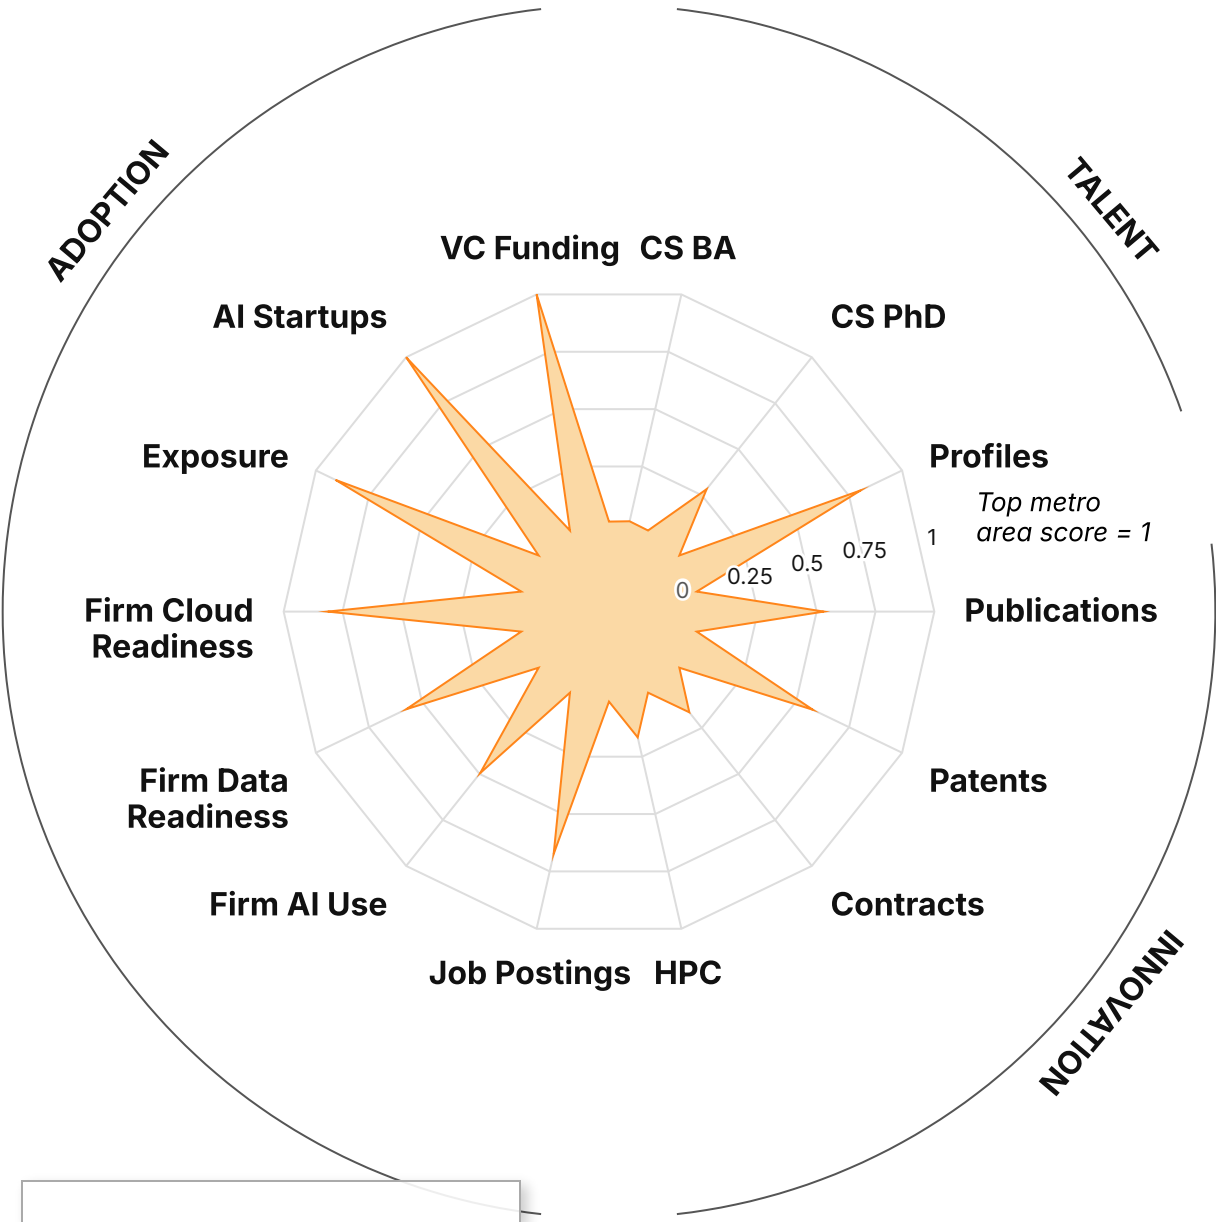 ADOPTION
TALENT
VC Funding
CS BA
AI Startups
CS PhD
Exposure
Profiles
Top metro
area score = 1
1
0.75
0.5
0.25
0
Firm Cloud
Readiness
Publications
Firm Data
Readiness
Patents
Firm AI Use
Contracts
Job Postings
HPC
INNOVATION